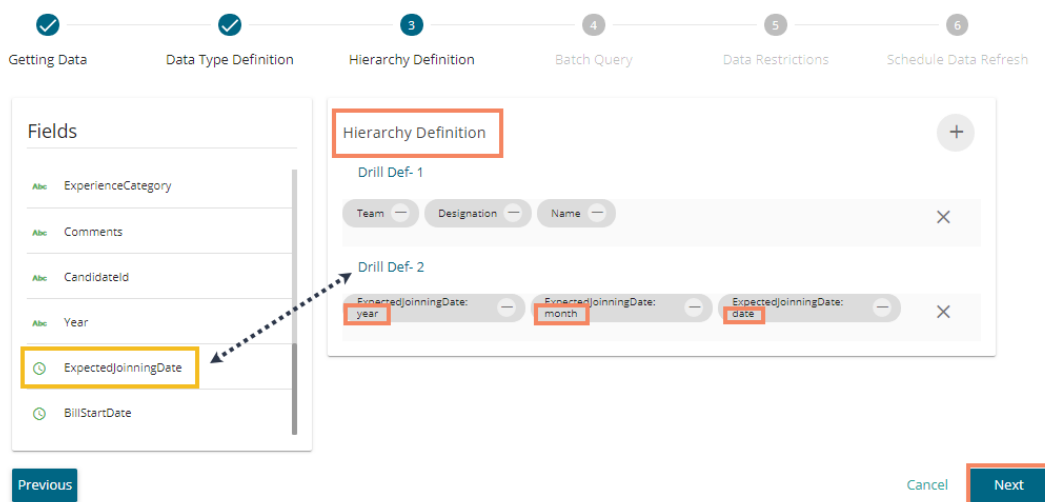 3
4
5
6
Getting Data
Data Type Definition
Hierarchy Definition
Batch Query
Data Restrictions
Schedule Data Refresh
Fields
Abc ExperienceCategory
Abc Comments
Abc CandidateId
Abc Year
ExpectedJoinningDate
BillStartDate
Hierarchy Definition
+
Drill Def- 1
Team
Designation
Name
Drill Def- 2
ExpectedJoinningDate:
year
ExpectedJoinningDate:
month
ExpectedJoinningDate:
date
Previous
Cancel
Next